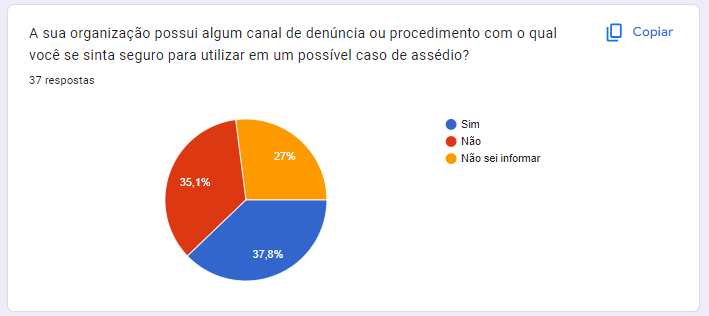 A sua organização possui algum canal de denúncia ou procedimento com o qual
você se sinta seguro para utilizar em um possível caso de assédio?
Copiar
37 respostas
Sim
Não
Não sei informar
27%
35,1%
37,8%